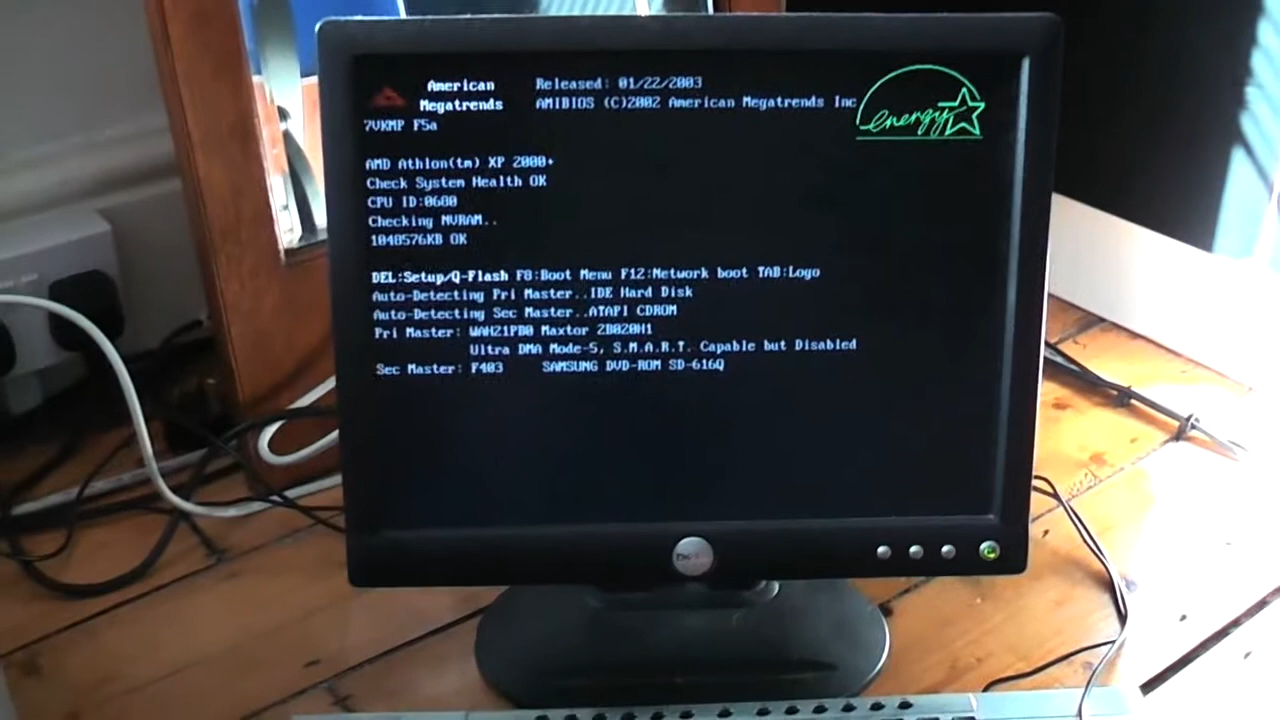 American Released: 01/22/2003
Megatrends AMIBIOS (C)2002 American Megatrends Inc
energy
7VKMP F5a
AMD Athlon(tm) XP 2000+
Check System Health OK
CPU ID:0680
Checking NVRAM..
1048576KB OK
DEL:Setup/Q-Flash F8:Boot Menu F12:Network boot TAB:Logo
Auto-Detecting Pri Master..IDE Hard Disk
Auto-Detecting Sec Master..ATAPI CDROM
Pri Master: WAH21PB0 Maxtor 2B020H1
Ultra DMA Mode-5, S.M.A.R.T. Capable but Disabled
Sec Master: F403 SAMSUNG DVD-ROM SD-616Q
DELL